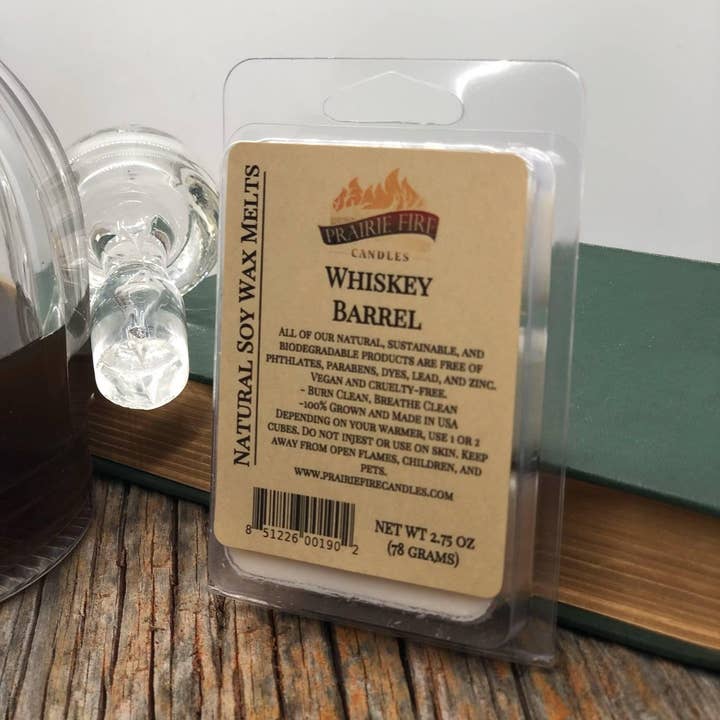 NATURAL SOY WAX MELTS
PRAIRIE FIRE
CANDLES
WHISKEY
BARREL
ALL OF OUR NATURAL, SUSTAINABLE, AND
BIODEGRADABLE PRODUCTS ARE FREE OF
PHTHLATES, PARABENS, DYES, LEAD, AND ZINC.
VEGAN AND CRUELTY-FREE.
- BURN CLEAN, BREATHE CLEAN
-100% GROWN AND MADE IN USA
DEPENDING ON YOUR WARMER, USE 1 OR 2
CUBES. DO NOT INJEST OR USE ON SKIN. KEEP
AWAY FROM OPEN FLAMES, CHILDREN, AND
PETS.
WWW.PRAIRIEFIRECANDLES.COM
8 51226 00190 2
NET WT 2.75 OZ
(78 GRAMS)